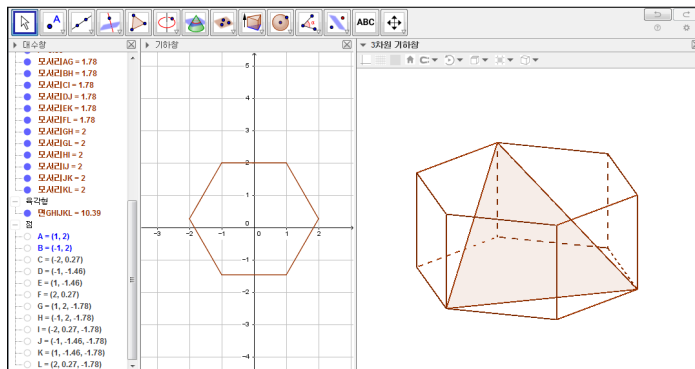 ABC
대수창
기하창
3차원 기하창
모서리AG = 1.78
모서리BH = 1.78
모서리CI = 1.78
모서리DJ = 1.78
모서리EK = 1.78
모서리FL = 1.78
모서리GH = 2
모서리GL = 2
모서리HI = 2
모서리IJ = 2
모서리JK = 2
모서리KL = 2
육각형
면GHIJKL = 10.39
점
A = (1, 2)
B = (-1, 2)
C = (-2, 0.27)
D = (-1, -1.46)
E = (1, -1.46)
F = (2, 0.27)
G = (1, 2, -1.78)
H = (-1, 2, -1.78)
I = (-2, 0.27, -1.78)
J = (-1, -1.46, -1.78)
K = (1, -1.46, -1.78)
L = (2, 0.27, -1.78)
5
4
3
2
1
0
-3 -2 -1 0 1 2
-1
-2
-3
-4